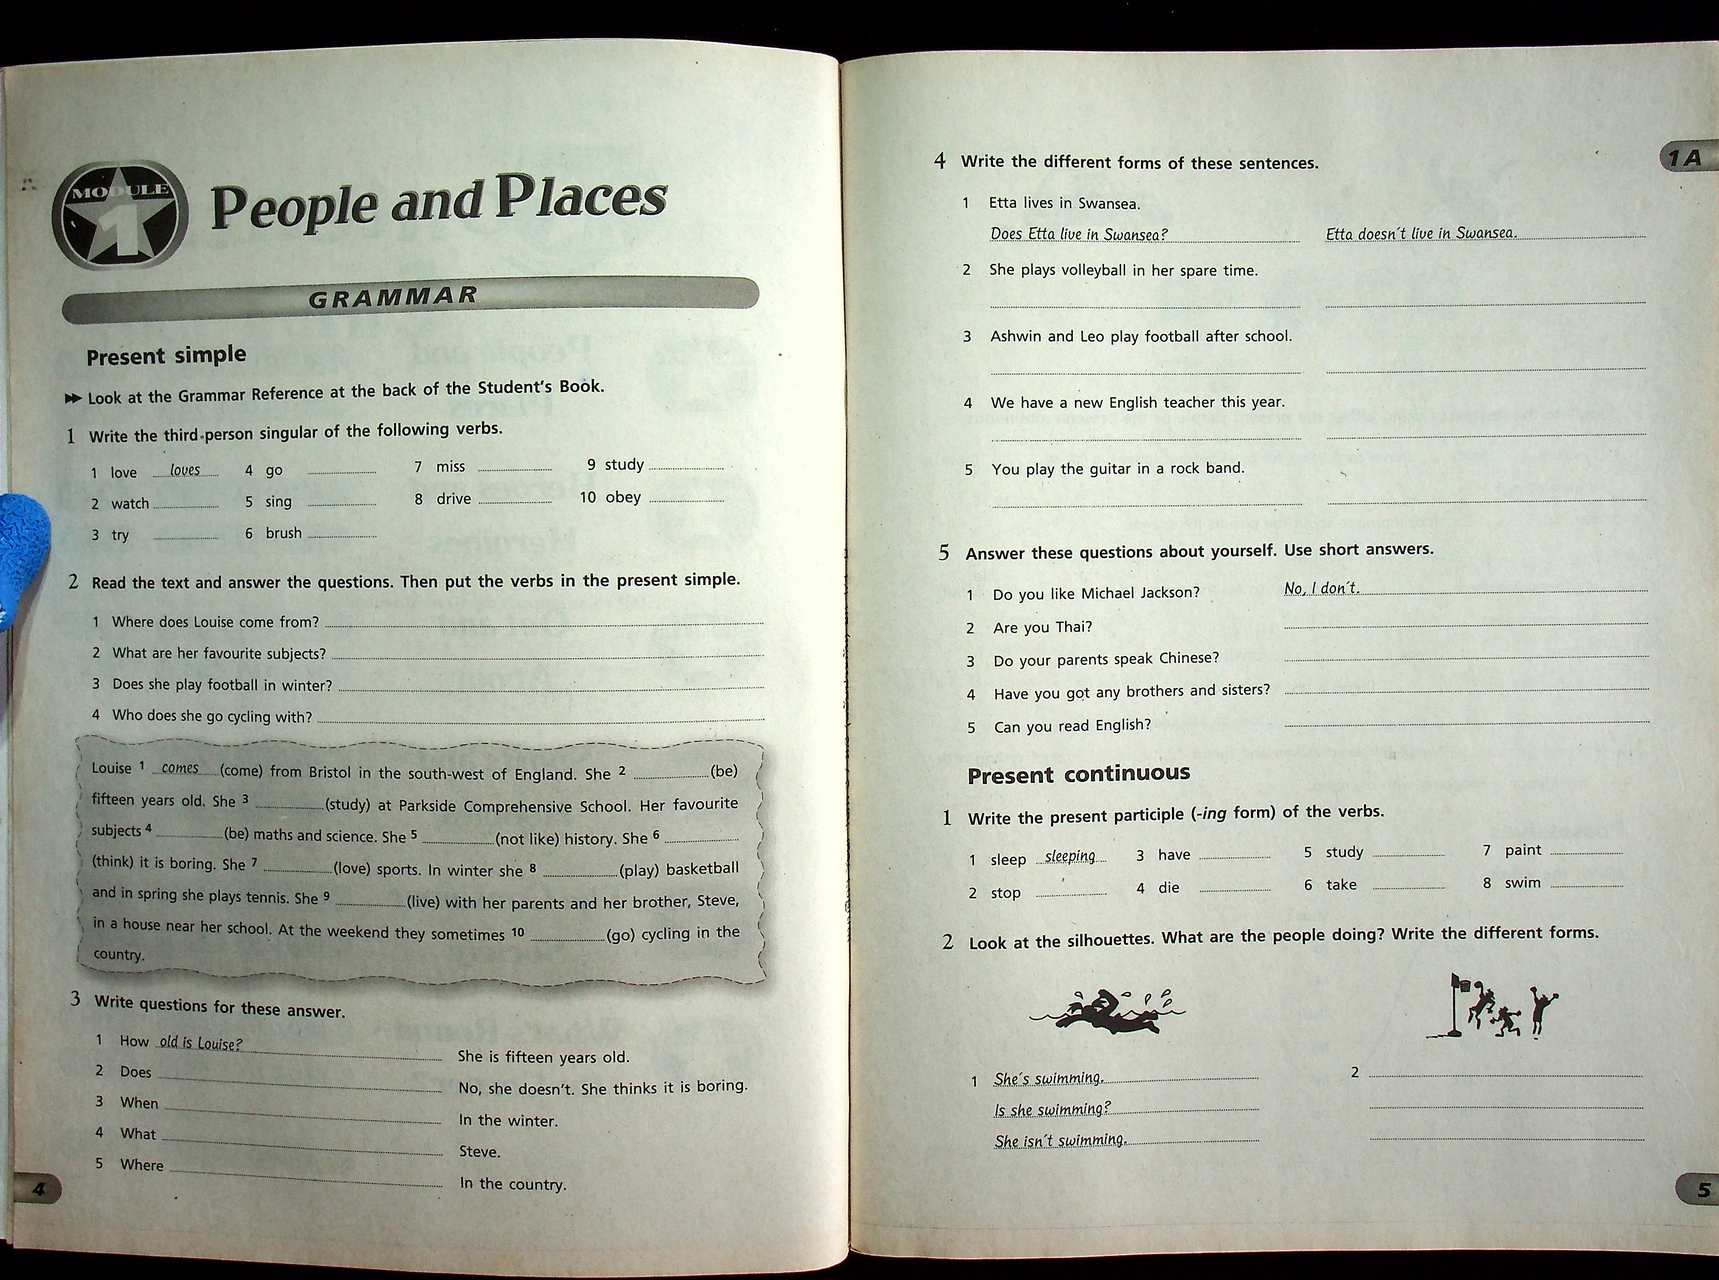 MODULE
1
People and Places
GRAMMAR
Present simple
Look at the Grammar Reference at the back of the Student's Book.
1 Write the third person singular of the following verbs.
1 love loves 4 go 7 miss 9 study
2 watch 5 sing 8 drive 10 obey
3 try 6 brush
2 Read the text and answer the questions. Then put the verbs in the present simple.
1 Where does Louise come from?
2 What are her favourite subjects?
3 Does she play football in winter?
4 Who does she go cycling with?
Louise 1 comes (come) from Bristol in the south-west of England. She 2 (be)
fifteen years old. She 3 (study) at Parkside Comprehensive School. Her favourite
subjects 4 (be) maths and science. She 5 (not like) history. She 6
(think) it is boring. She 7 (love) sports. In winter she 8 (play) basketball
and in spring she plays tennis. She 9 (live) with her parents and her brother, Steve,
in a house near her school. At the weekend they sometimes 10 (go) cycling in the
country.
3 Write questions for these answer.
1 How old is Louise? She is fifteen years old.
2 Does No, she doesn't. She thinks it is boring.
3 When In the winter.
4 What Steve.
5 Where In the country.
4
1A
4 Write the different forms of these sentences.
1 Etta lives in Swansea.
Does Etta live in Swansea? Etta doesn't live in Swansea.
2 She plays volleyball in her spare time.
3 Ashwin and Leo play football after school.
4 We have a new English teacher this year.
5 You play the guitar in a rock band.
5 Answer these questions about yourself. Use short answers.
1 Do you like Michael Jackson? No, I don't.
2 Are you Thai?
3 Do your parents speak Chinese?
4 Have you got any brothers and sisters?
5 Can you read English?
Present continuous
1 Write the present participle (-ing form) of the verbs.
1 sleep sleeping 3 have 5 study 7 paint
2 stop 4 die 6 take 8 swim
2 Look at the silhouettes. What are the people doing? Write the different forms.
1 She's swimming. 2
Is she swimming?
She isn't swimming.
5